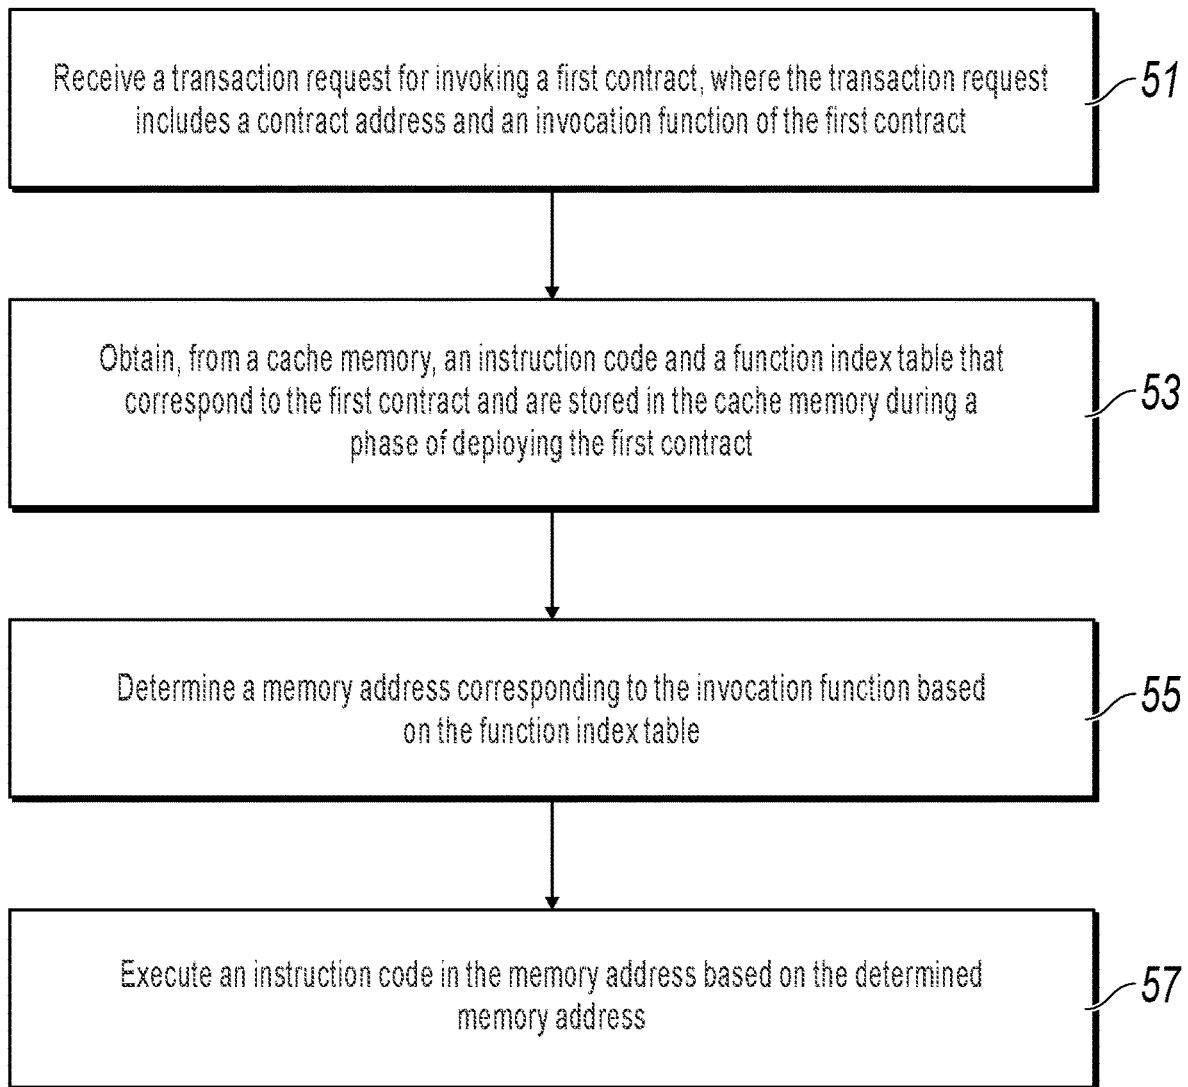 Receive a transaction request for invoking a first contract, where the transaction request
includes a contract address and an invocation function of the first contract
51
Obtain, from a cache memory, an instruction code and a function index table that
correspond to the first contract and are stored in the cache memory during a
phase of deploying the first contract
53
Determine a memory address corresponding to the invocation function based
on the function index table
55
Execute an instruction code in the memory address based on the determined
memory address
57